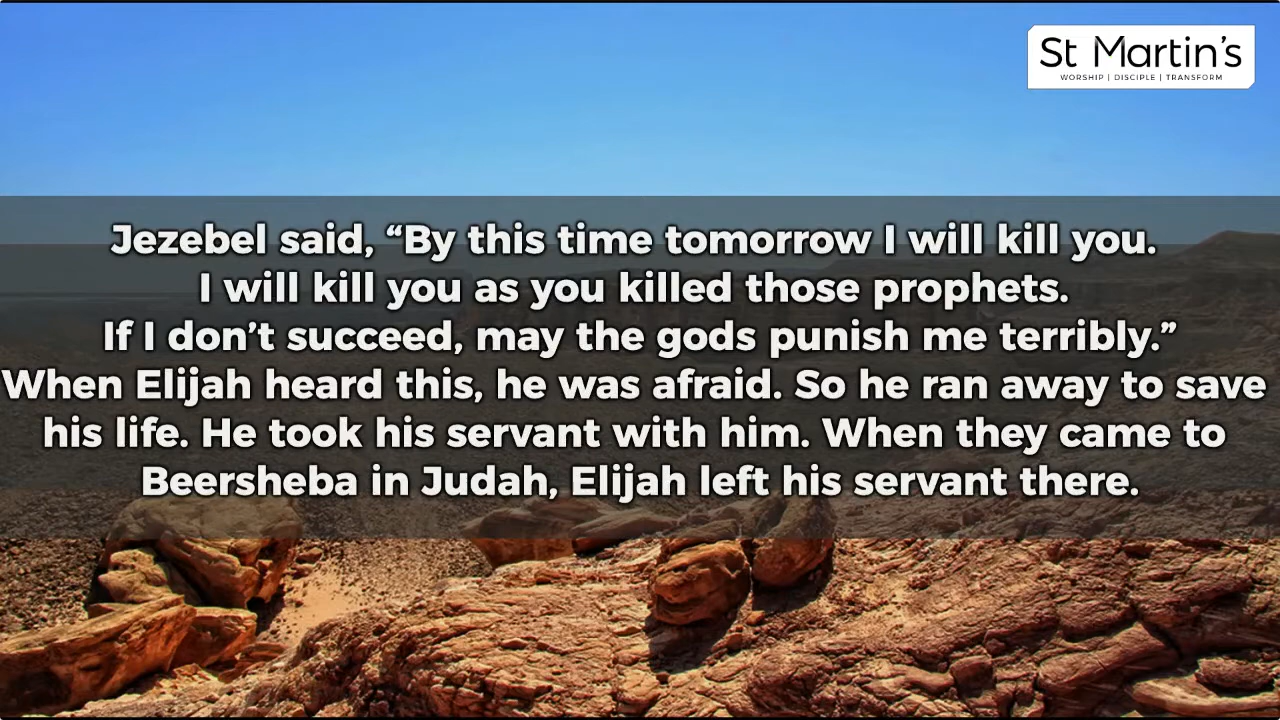 St Martin's
WORSHIP | DISCIPLE | TRANSFORM
Jezebel said, “By this time tomorrow I will kill you.
I will kill you as you killed those prophets.
If I don’t succeed, may the gods punish me terribly.”
When Elijah heard this, he was afraid. So he ran away to save
his life. He took his servant with him. When they came to
Beersheba in Judah, Elijah left his servant there.